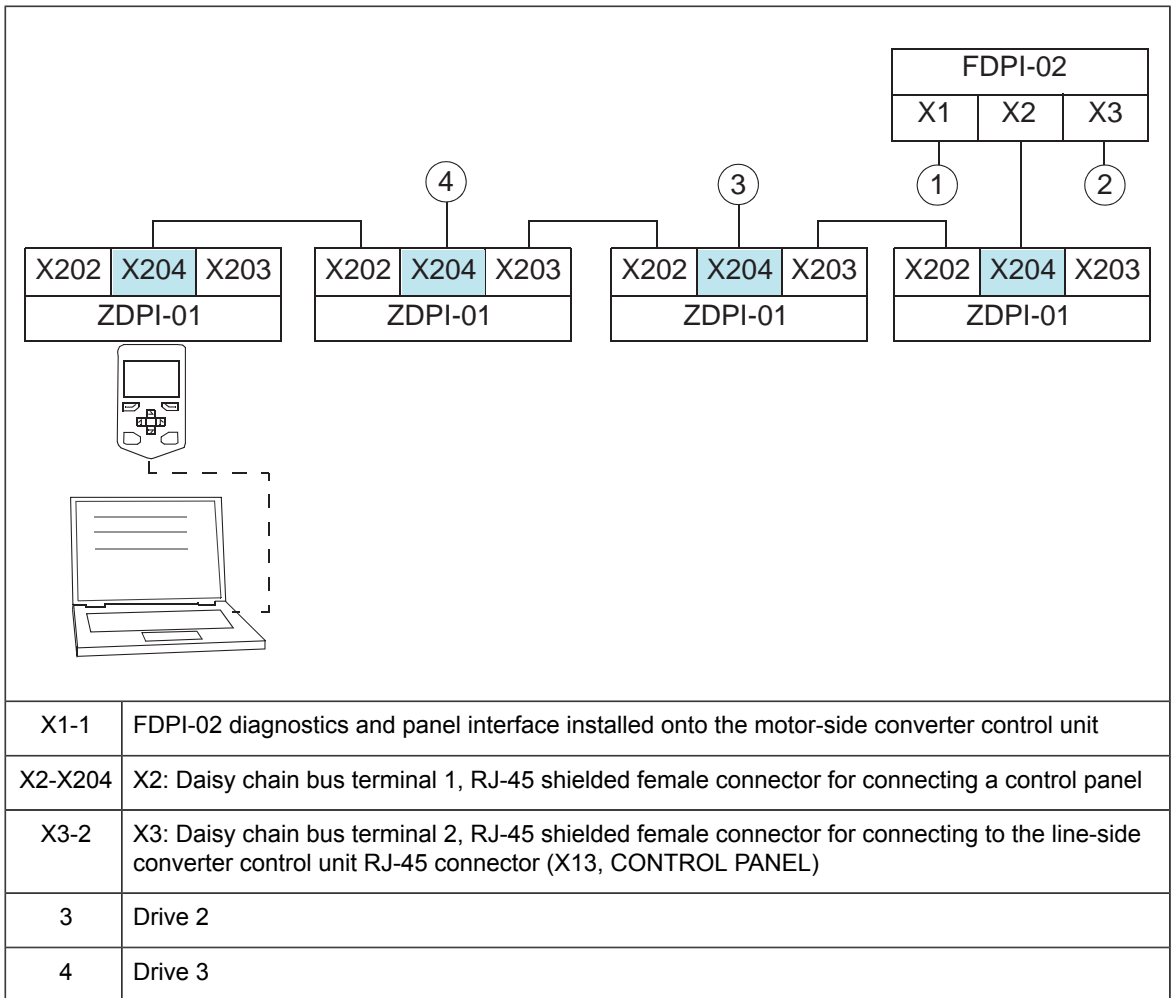 FDPI-02
X1 X2 X3
4 3 1 2
X202 X204 X203 X202 X204 X203 X202 X204 X203 X202 X204 X203
ZDPI-01 ZDPI-01 ZDPI-01 ZDPI-01
X1-1 FDPI-02 diagnostics and panel interface installed onto the motor-side converter control unit
X2-X204 X2: Daisy chain bus terminal 1, RJ-45 shielded female connector for connecting a control panel
X3-2 X3: Daisy chain bus terminal 2, RJ-45 shielded female connector for connecting to the line-side
converter control unit RJ-45 connector (X13, CONTROL PANEL)
3 Drive 2
4 Drive 3